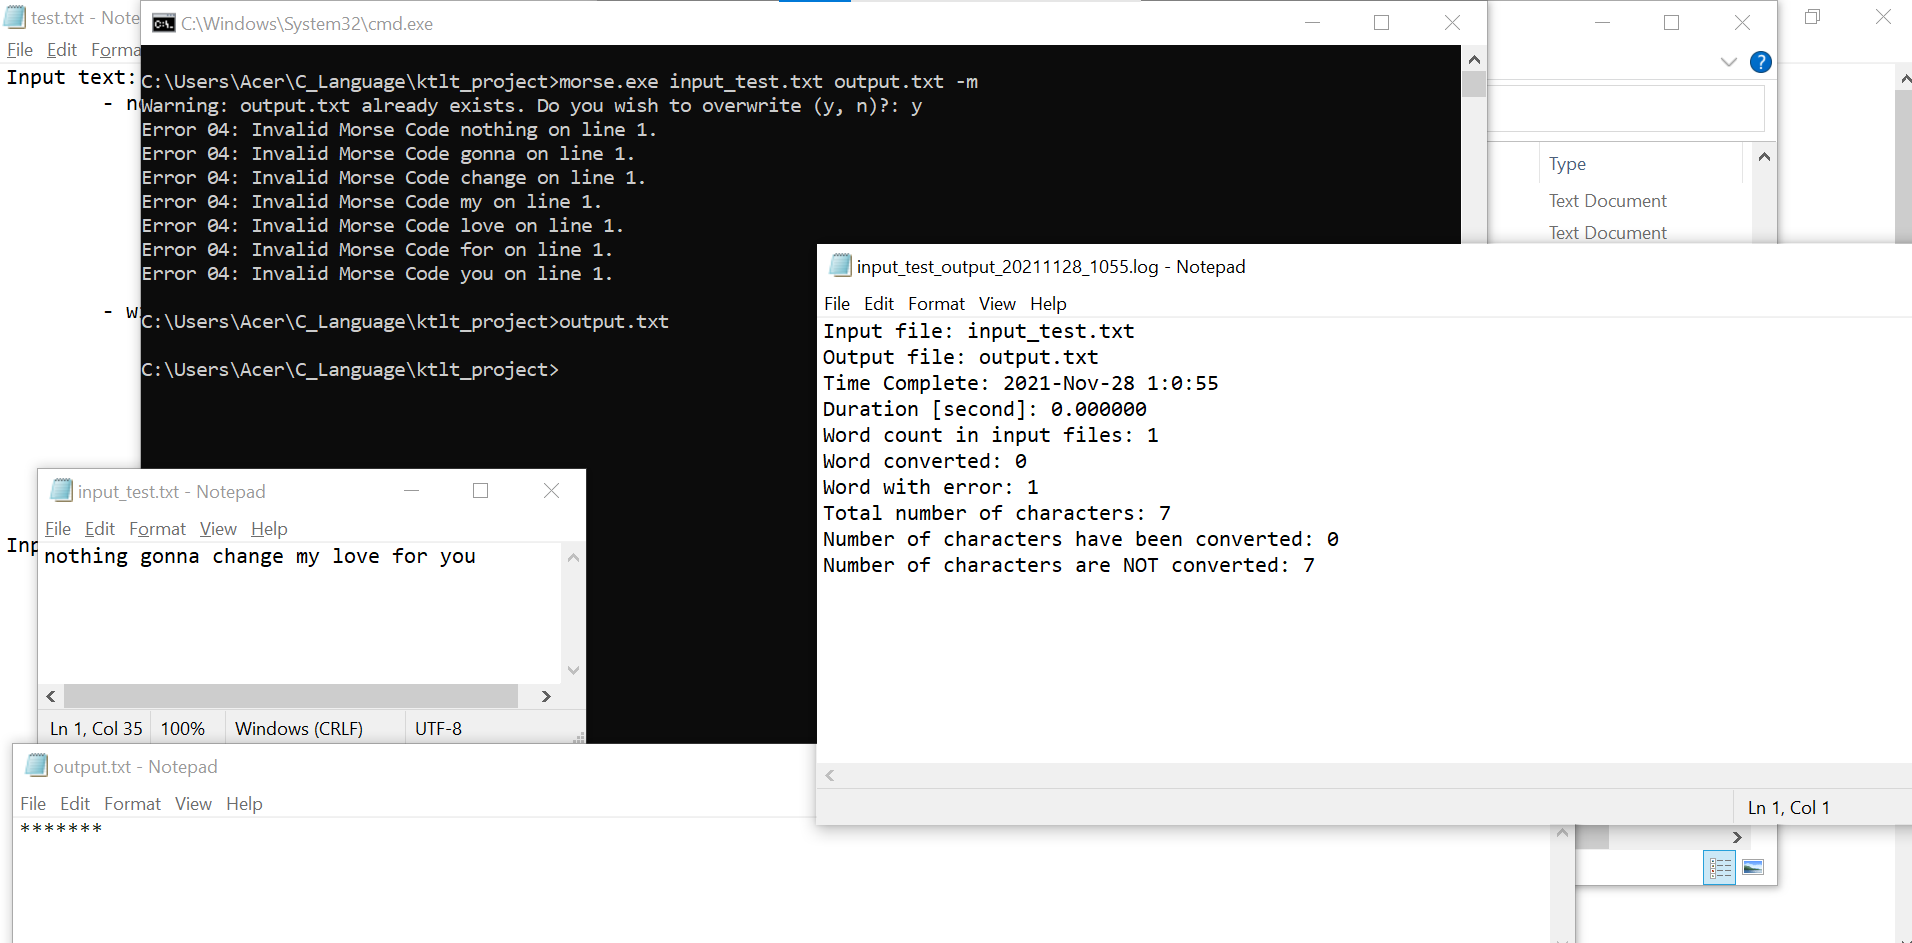 test.txt - Note
File Edit Forma
Input text:
- no
- w
Inp
C:\Windows\System32\cmd.exe
C:\Users\Acer\C_Language\ktlt_project>morse.exe input_test.txt output.txt -m
Warning: output.txt already exists. Do you wish to overwrite (y, n)?: y
Error 04: Invalid Morse Code nothing on line 1.
Error 04: Invalid Morse Code gonna on line 1.
Error 04: Invalid Morse Code change on line 1.
Error 04: Invalid Morse Code my on line 1.
Error 04: Invalid Morse Code love on line 1.
Error 04: Invalid Morse Code for on line 1.
Error 04: Invalid Morse Code you on line 1.
C:\Users\Acer\C_Language\ktlt_project>output.txt
C:\Users\Acer\C_Language\ktlt_project>
?
Type
Text Document
Text Document
input_test_output_20211128_1055.log - Notepad
File Edit Format View Help
Input file: input_test.txt
Output file: output.txt
Time Complete: 2021-Nov-28 1:0:55
Duration [second]: 0.000000
Word count in input files: 1
Word converted: 0
Word with error: 1
Total number of characters: 7
Number of characters have been converted: 0
Number of characters are NOT converted: 7
Ln 1, Col 1
input_test.txt - Notepad
File Edit Format View Help
nothing gonna change my love for you
Ln 1, Col 35 100% Windows (CRLF) UTF-8
output.txt - Notepad
File Edit Format View Help
*******